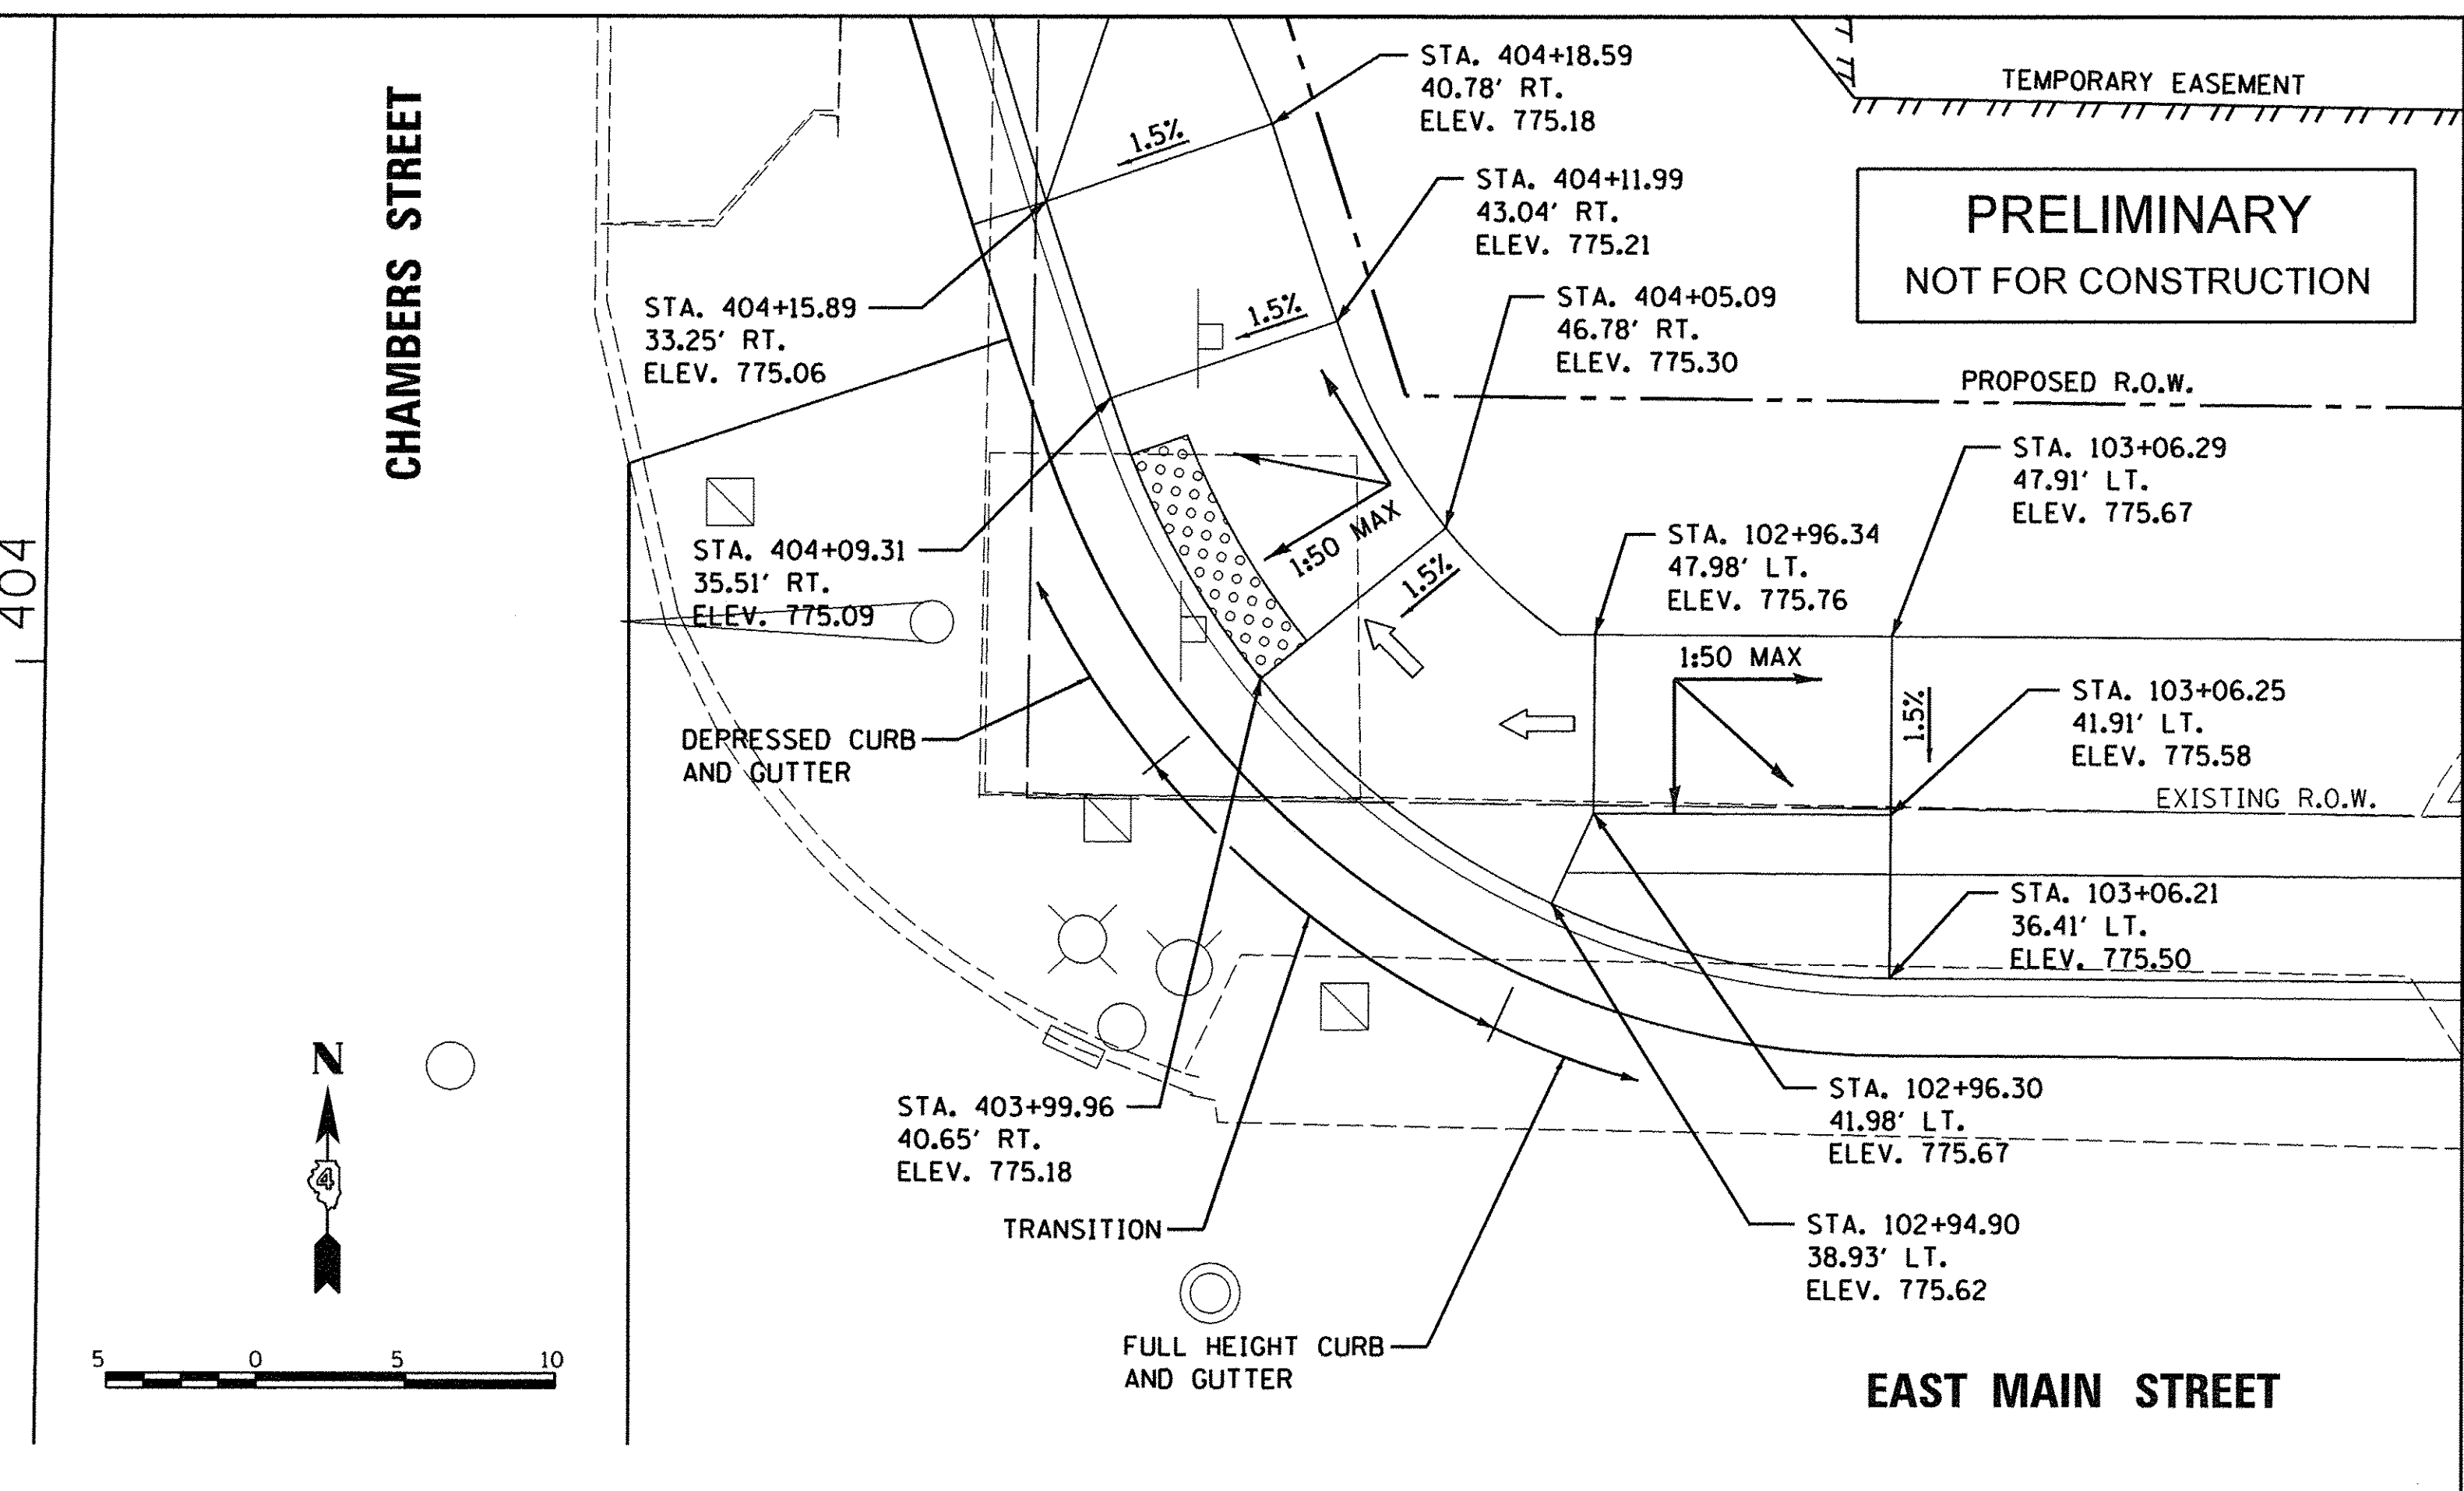 CHAMBERS STREET
404
STA. 404+18.59
40.78' RT.
ELEV. 775.18
TEMPORARY EASEMENT
1.5%
STA. 404+11.99
43.04' RT.
ELEV. 775.21
PRELIMINARY
NOT FOR CONSTRUCTION
STA. 404+15.89
33.25' RT.
ELEV. 775.06
1.5%
STA. 404+05.09
46.78' RT.
ELEV. 775.30
PROPOSED R.O.W.
STA. 103+06.29
47.91' LT.
ELEV. 775.67
STA. 404+09.31
35.51' RT.
ELEV. 775.09
1:50 MAX
1.5%
STA. 102+96.34
47.98' LT.
ELEV. 775.76
1:50 MAX
1.5%
STA. 103+06.25
41.91' LT.
ELEV. 775.58
DEPRESSED CURB
AND GUTTER
EXISTING R.O.W.
STA. 103+06.21
36.41' LT.
ELEV. 775.50
N
4
STA. 403+99.96
40.65' RT.
ELEV. 775.18
STA. 102+96.30
41.98' LT.
ELEV. 775.67
TRANSITION
STA. 102+94.90
38.93' LT.
ELEV. 775.62
FULL HEIGHT CURB
AND GUTTER
5 0 5 10
EAST MAIN STREET